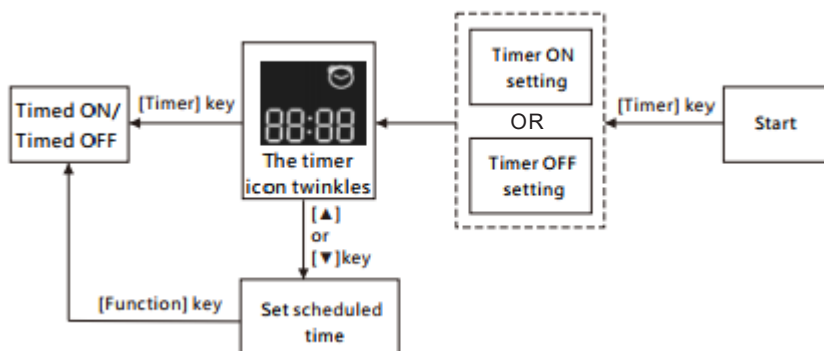 Timed ON/
Timed OFF
[Timer] key
88:88
The timer
icon twinkles
Timer ON
setting
OR
Timer OFF
setting
[Timer] key
Start
[▲]
or
[▼]key
[Function] key
Set scheduled
time